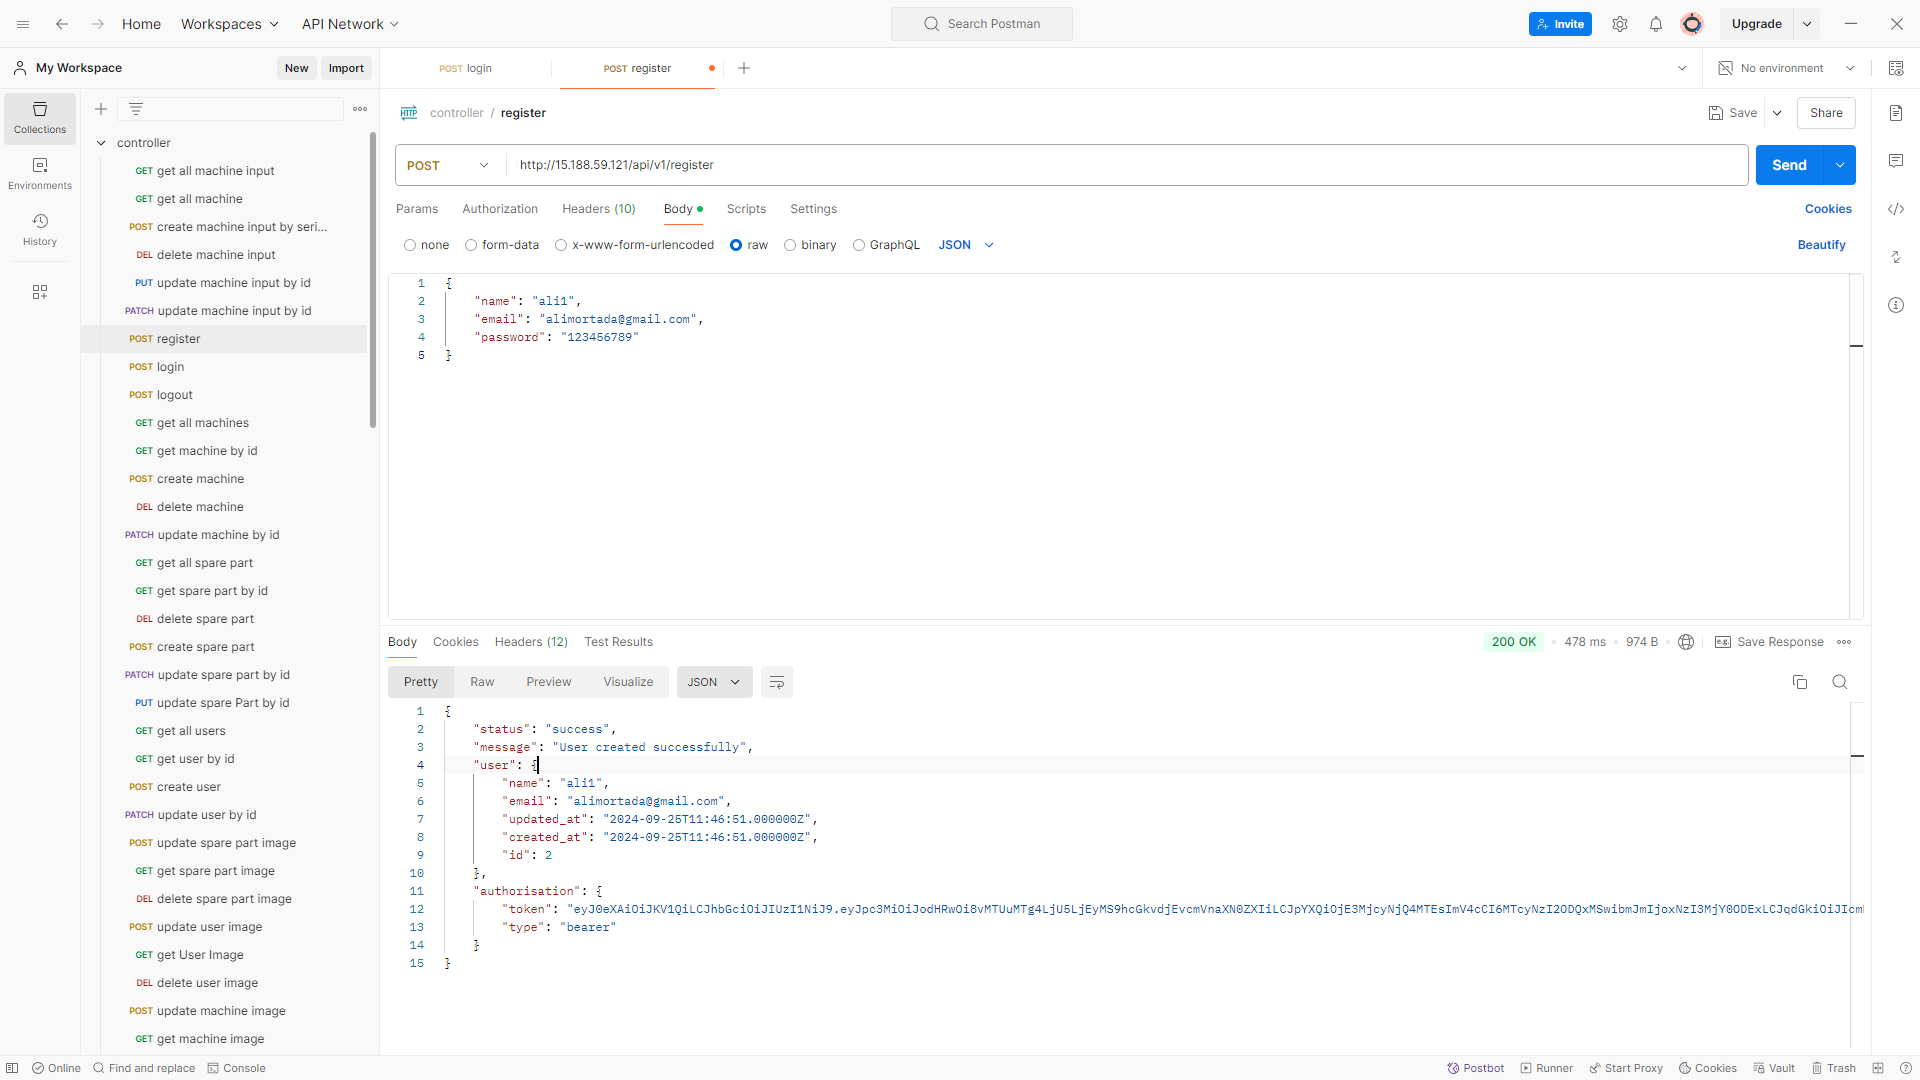 Home Workspaces API Network Search Postman Invite Upgrade
My Workspace New Import POST login POST register No environment
Collections
Environments
History
controller
GET get all machine input
GET get all machine
POST create machine input by seri...
DEL delete machine input
PUT update machine input by id
PATCH update machine input by id
POST register
POST login
POST logout
GET get all machines
GET get machine by id
POST create machine
DEL delete machine
PATCH update machine by id
GET get all spare part
GET get spare part by id
DEL delete spare part
POST create spare part
PATCH update spare part by id
PUT update spare Part by id
GET get all users
GET get user by id
POST create user
PATCH update user by id
POST update spare part image
GET get spare part image
DEL delete spare part image
POST update user image
GET get User Image
DEL delete user image
POST update machine image
GET get machine image
HTTP controller / register Save Share
POST http://15.188.59.121/api/v1/register Send
Params Authorization Headers (10) Body Scripts Settings Cookies
none form-data x-www-form-urlencoded raw binary GraphQL JSON Beautify
1 {
2 "name": "ali1",
3 "email": "alimortada@gmail.com",
4 "password": "123456789"
5 }
Body Cookies Headers (12) Test Results 200 OK 478 ms 974 B e.g. Save Response
Pretty Raw Preview Visualize JSON
1 {
2 "status": "success",
3 "message": "User created successfully",
4 "user": {
5 "name": "ali1",
6 "email": "alimortada@gmail.com",
7 "updated_at": "2024-09-25T11:46:51.000000Z",
8 "created_at": "2024-09-25T11:46:51.000000Z",
9 "id": 2
10 },
11 "authorisation": {
12 "token":
13 "type": "bearer"
14 }
15 }
Online Find and replace Console Postbot Runner Start Proxy Cookies Vault Trash